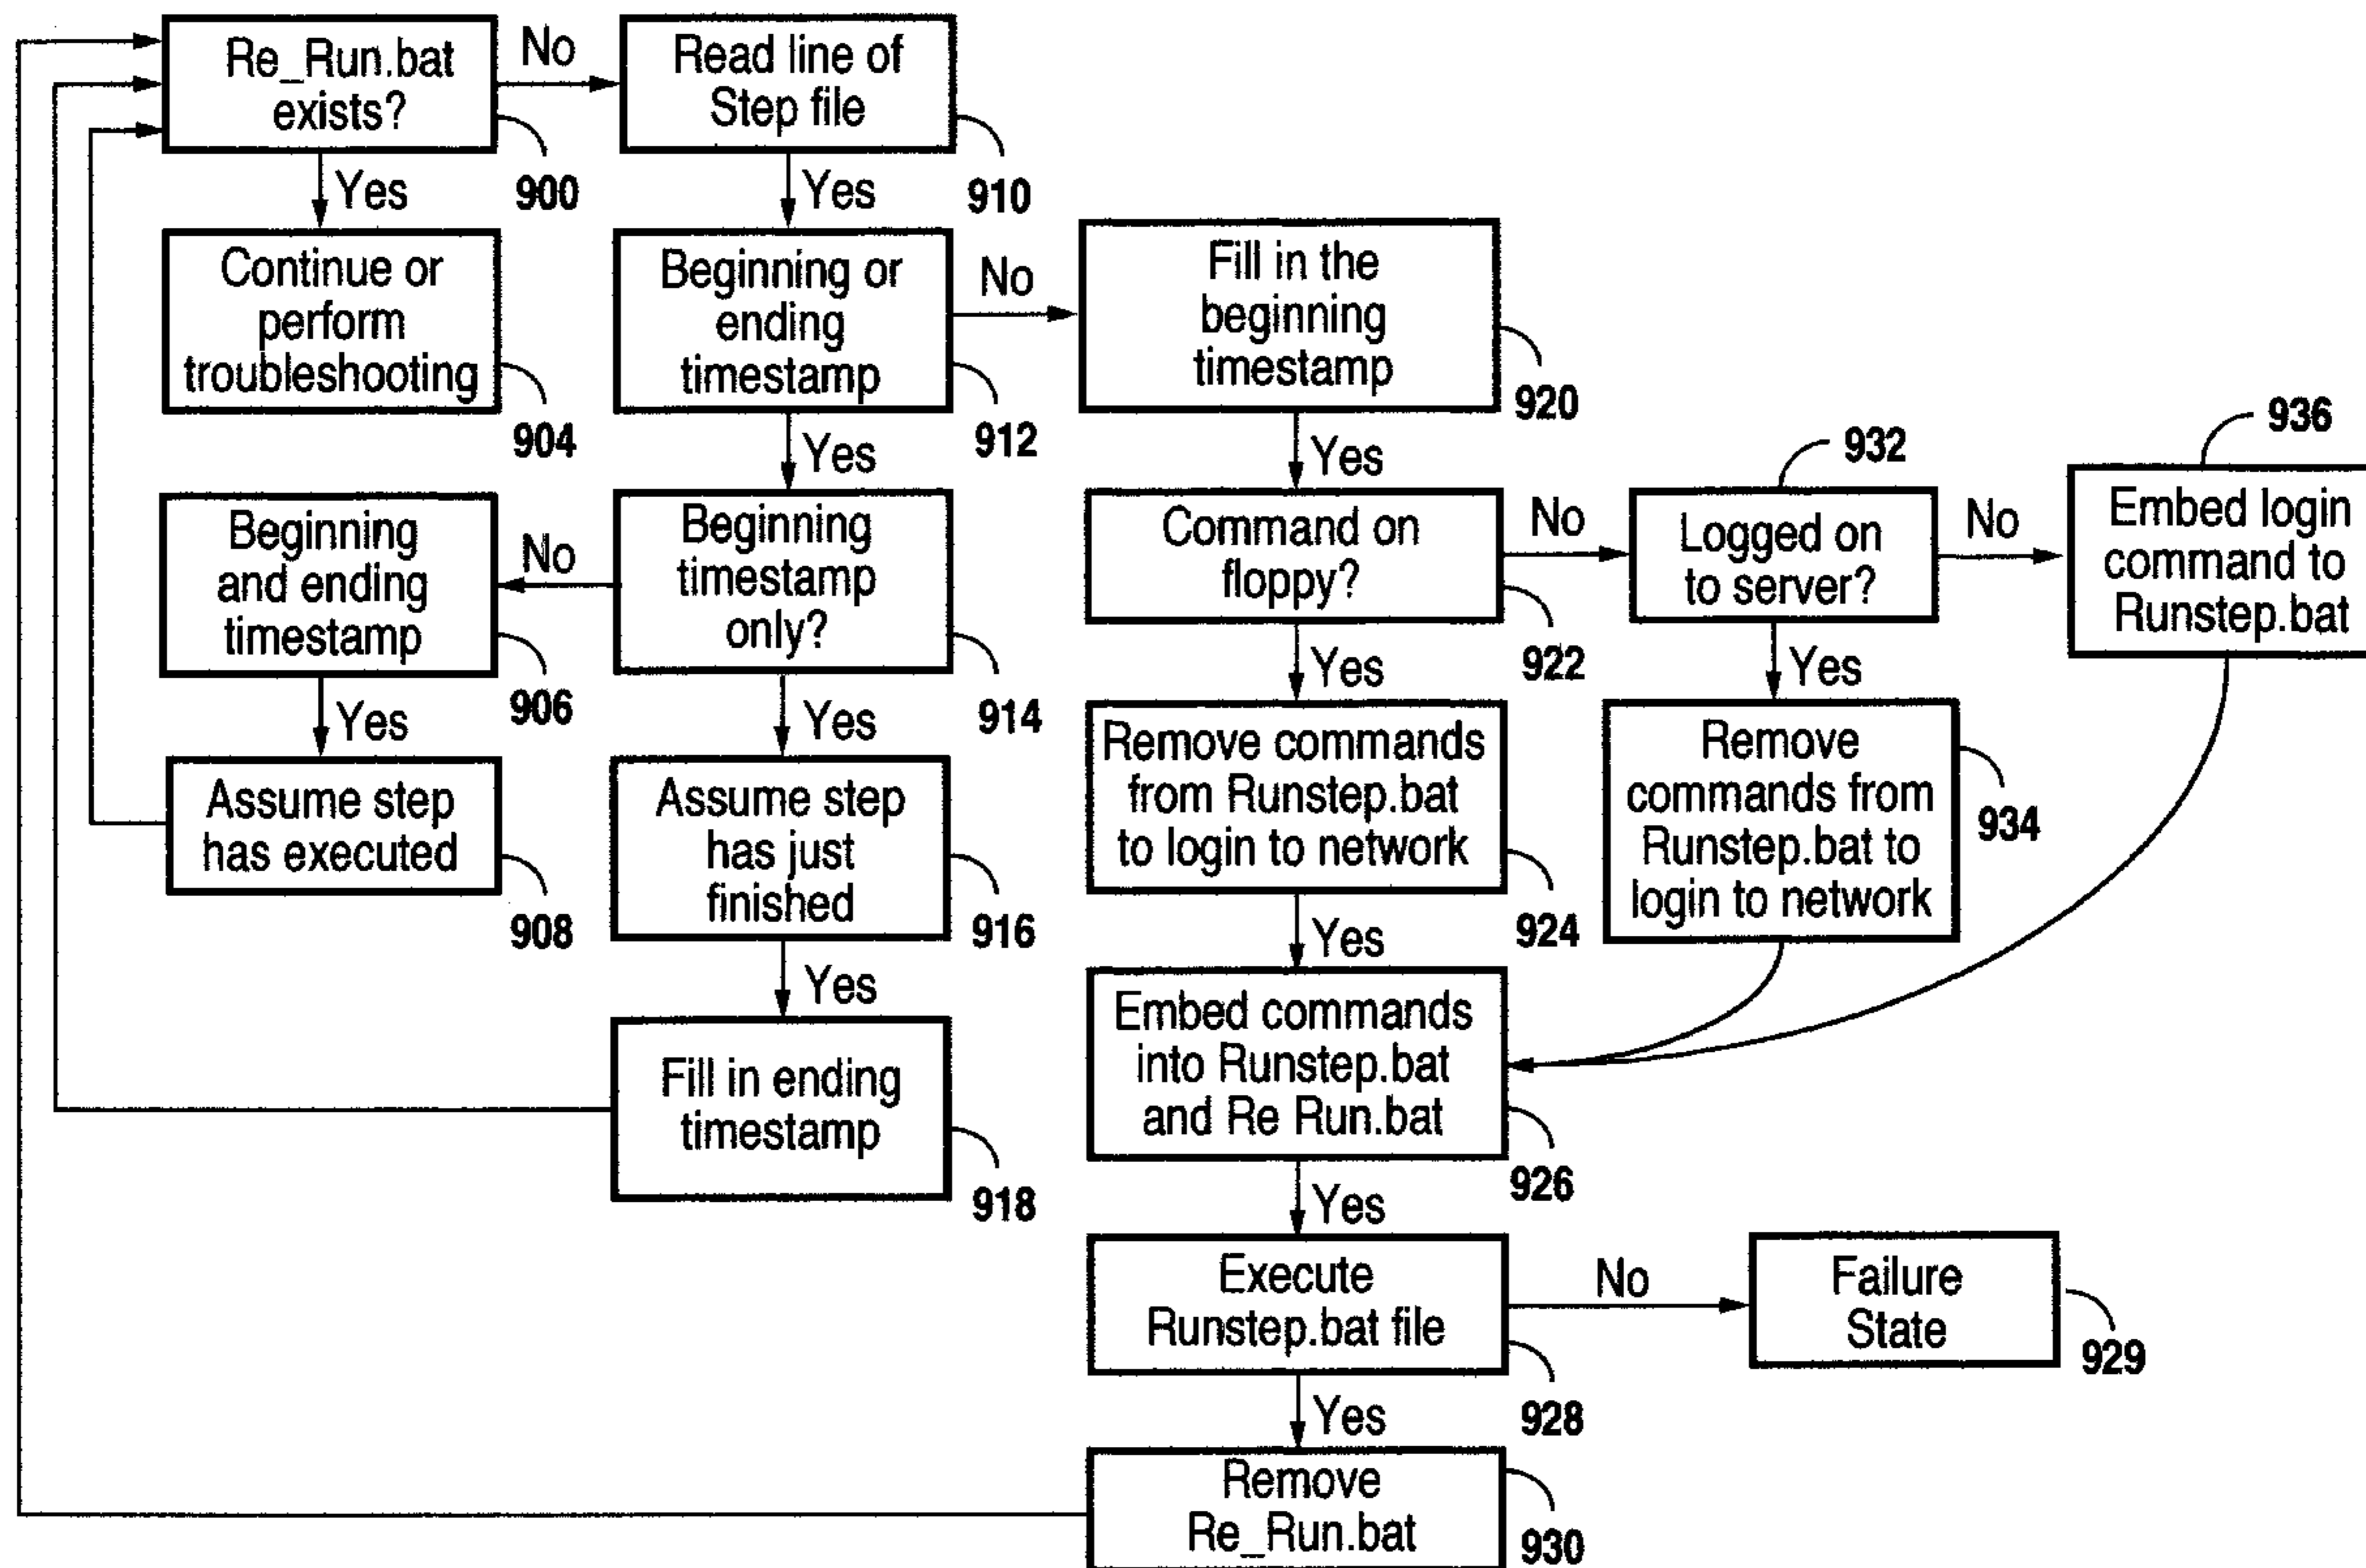 Re_Run.bat
exists?
No
Read line of
Step file
Yes
900
Yes
910
Continue or
perform
troubleshooting
904
Beginning or
ending
timestamp
912
No
Fill in the
beginning
timestamp
920
Yes
Yes
Beginning
and ending
timestamp
906
No
Beginning
timestamp
only?
914
Command on
floppy?
922
No
932
Logged on
to server?
No
936
Embed login
command to
Runstep.bat
Yes
Yes
Yes
Yes
Assume step
has executed
908
Assume step
has just
finished
916
Remove commands
from Runstep.bat
to login to network
924
Remove
commands from
Runstep.bat to
login to network
934
Yes
Yes
Fill in ending
timestamp
918
Embed commands
into Runstep.bat
and Re Run.bat
926
Yes
Execute
Runstep.bat file
928
No
Failure
State
929
Yes
Remove
Re_Run.bat
930